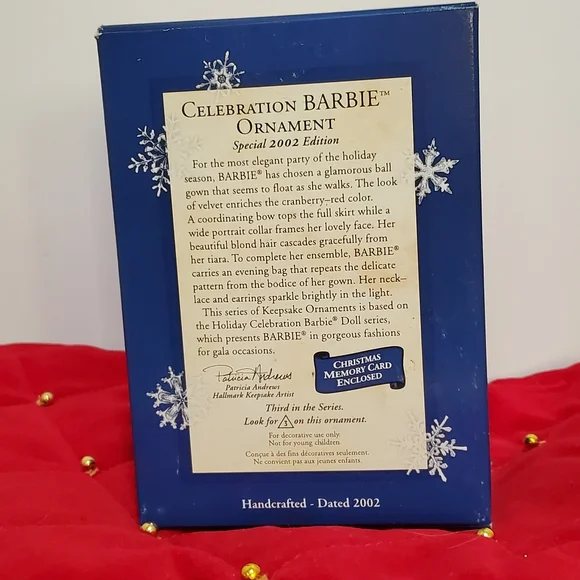 CELEBRATION BARBIE™
ORNAMENT
Special 2002 Edition
For the most elegant party of the holiday
season, BARBIE® has chosen a glamorous ball
gown that seems to float as she walks. The look
of velvet enriches the cranberry–red color.
A coordinating bow tops the full skirt while a
wide portrait collar frames her lovely face. Her
beautiful blond hair cascades gracefully from
her tiara. To complete her ensemble, BARBIE®
carries an evening bag that repeats the delicate
pattern from the bodice of her gown. Her neck–
lace and earrings sparkle brightly in the light.
This series of Keepsake Ornaments is based on
the Holiday Celebration Barbie® Doll series,
which presents BARBIE® in gorgeous fashions
for gala occasions.
Patricia Andrews
Patricia Andrews
Hallmark Keepsake Artist
CHRISTMAS
MEMORY CARD
ENCLOSED
Third in the Series.
Look for 3 on this ornament.
For decorative use only.
Not for young children.
Conçue à des fins décoratives seulement.
Ne convient pas aux jeunes enfants.
Handcrafted - Dated 2002